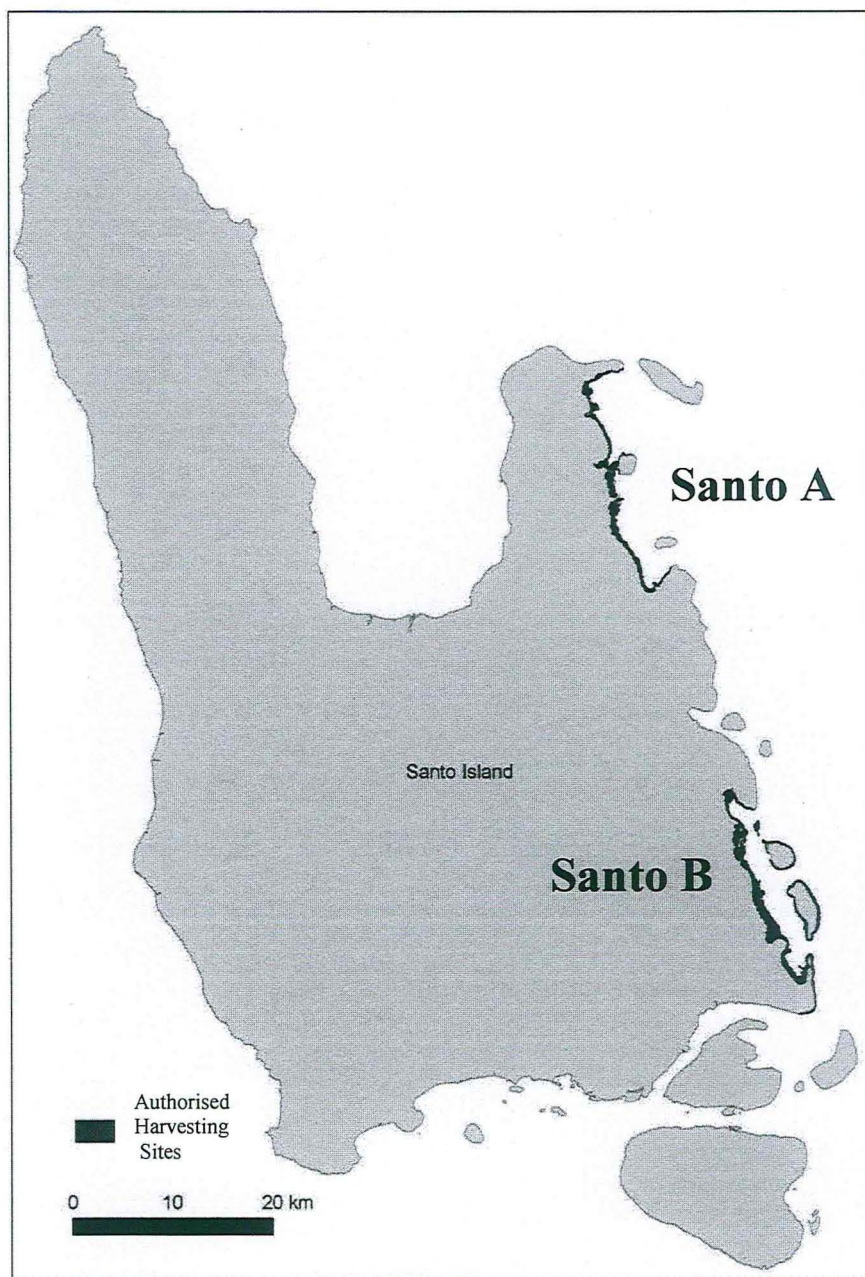 Santo A
Santo Island
Santo B
Authorised
Harvesting
Sites
0 10 20 km